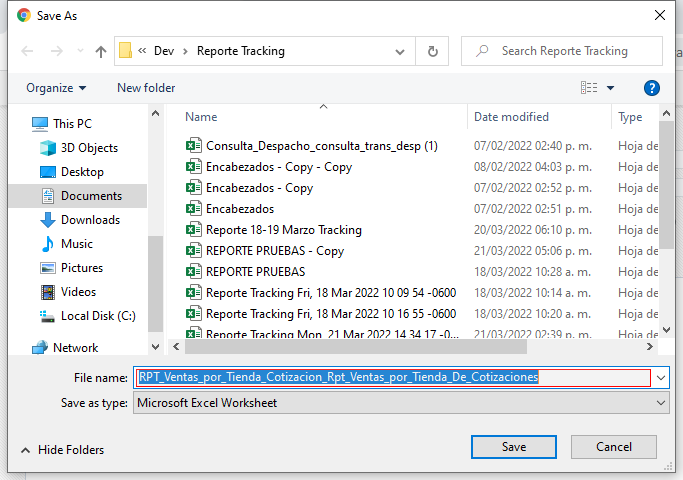 Save As
« Dev › Reporte Tracking
Search Reporte Tracking
Organize
New folder
?
Name
Date modified
Type
This PC
3D Objects
Desktop
Documents
Downloads
Music
Pictures
Videos
Local Disk (C:)
Network
Consulta_Despacho_consulta_trans_desp (1) 07/02/2022 02:40 p. m. Hoja de
Encabezados - Copy - Copy 08/02/2022 04:03 p. m. Hoja de
Encabezados - Copy 07/02/2022 02:52 p. m. Hoja de
Encabezados 07/02/2022 02:51 p. m. Hoja de
Reporte 18-19 Marzo Tracking 20/03/2022 06:10 p. m. Hoja de
REPORTE PRUEBAS - Copy 21/03/2022 05:06 p. m. Hoja de
REPORTE PRUEBAS 18/03/2022 10:28 a. m. Hoja de
Reporte Tracking Fri, 18 Mar 2022 10 09 54 -0600 18/03/2022 10:14 a. m. Hoja de
Reporte Tracking Fri, 18 Mar 2022 10 16 55 -0600 18/03/2022 10:20 a. m. Hoja de
Reporte Tracking Mon, 21 Mar 2022 14 34 17 -0... 21/03/2022 02:39 p. m. Hoja de
File name: RPT_Ventas_por_Tienda_Cotizacion_Rpt_Ventas_por_Tienda_De_Cotizaciones
Save as type: Microsoft Excel Worksheet
Hide Folders
Save
Cancel